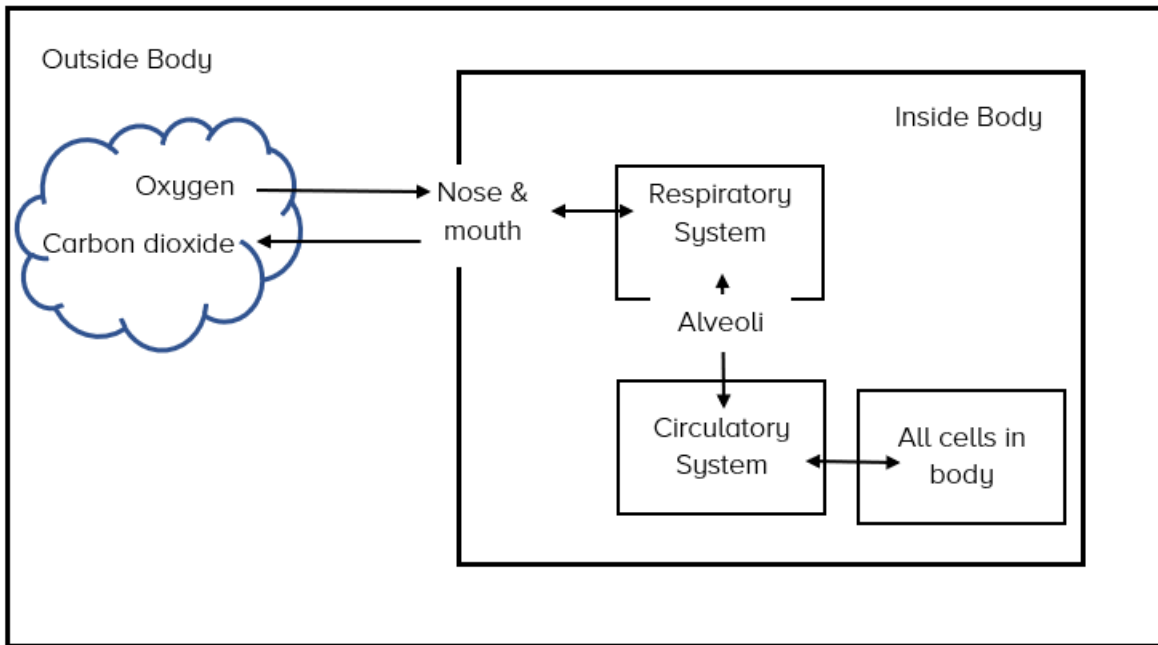 Outside Body
Inside Body
Oxygen
Carbon dioxide
Nose &
mouth
Respiratory
System
Alveoli
Circulatory
System
All cells in
body